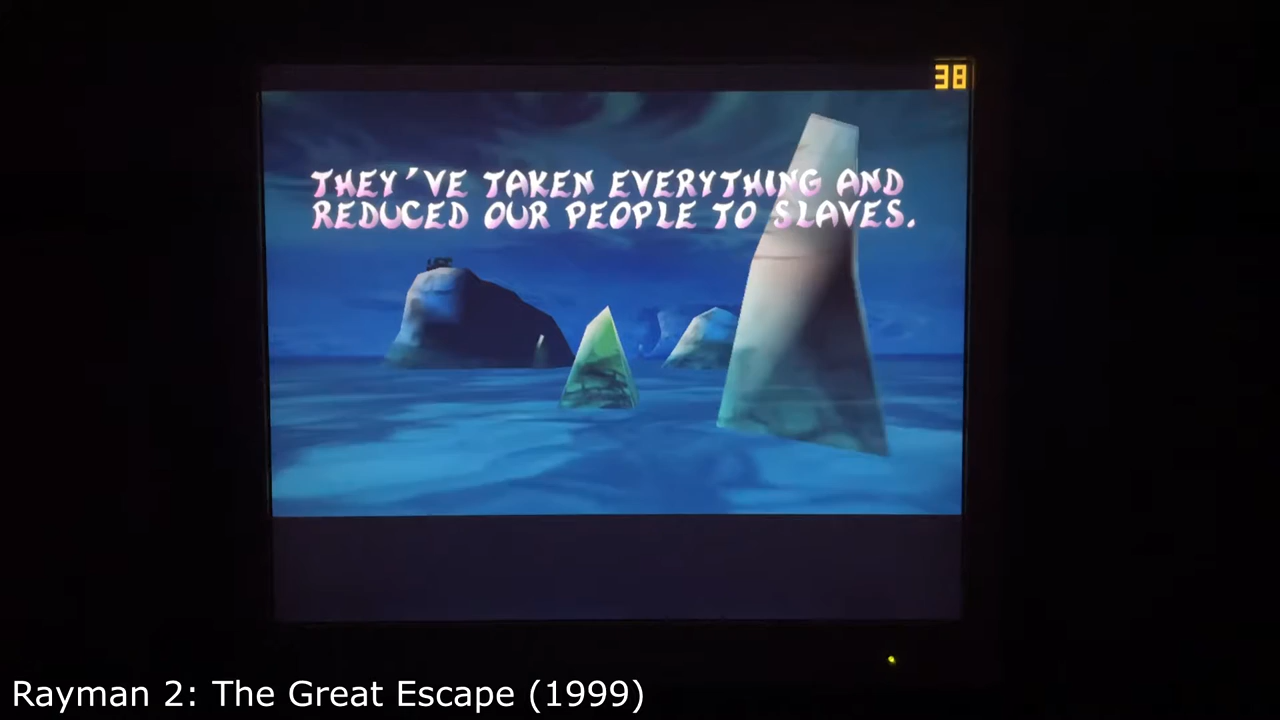 38
THEY'VE TAKEN EVERYTHING AND
REDUCED OUR PEOPLE TO SLAVES.
Rayman 2: The Great Escape (1999)